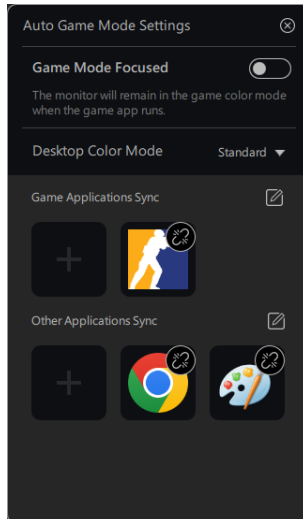 Auto Game Mode Settings
Game Mode Focused
The monitor will remain in the game color mode
when the game app runs.
Desktop Color Mode Standard
Game Applications Sync
Other Applications Sync